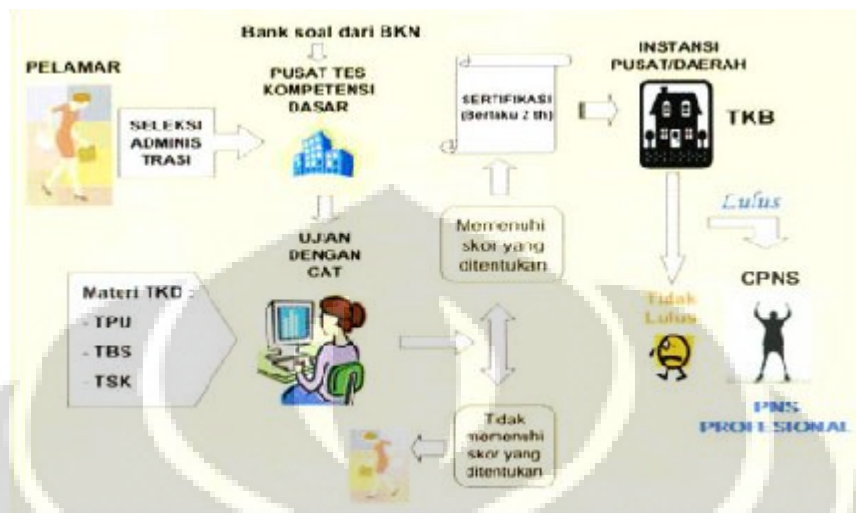 Bank soal dari BKN
PELAMAR
SELEKSI
ADMINIS
TRASI
PUSAT TES
KOMPETENSI
DASAR
UJIAN
DENGAN
CAT
Materi TKD :
- TPU
- TBS
- TSK
Tidak
memenuhi
skor yang
ditentukan
Memenuhi
skor yang
ditentukan
SERTIFIKASI
(Berlaku 2 th)
INSTANSI
PUSAT/DAERAH
TKB
Lulus
Tidak
Lulus
CPNS
PNS
PROFESIONAL